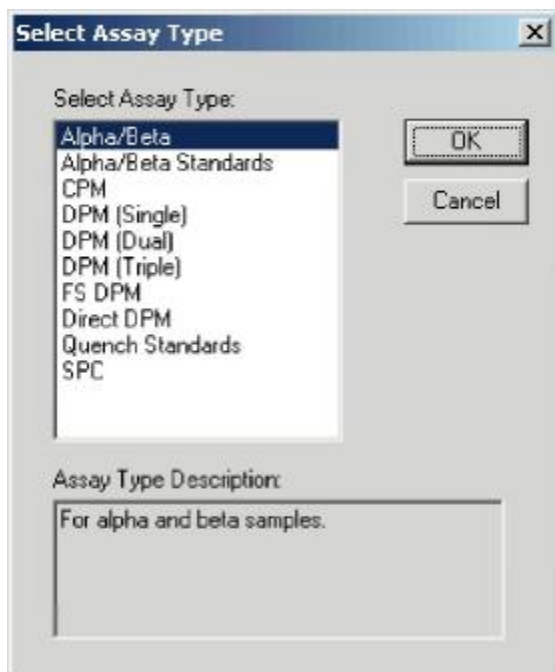 Select Assay Type
Select Assay Type:
Alpha/Beta
Alpha/Beta Standards
CPM
DPM (Single)
DPM (Dual)
DPM (Triple)
FS DPM
Direct DPM
Quench Standards
SPC
OK
Cancel
Assay Type Description:
For alpha and beta samples.